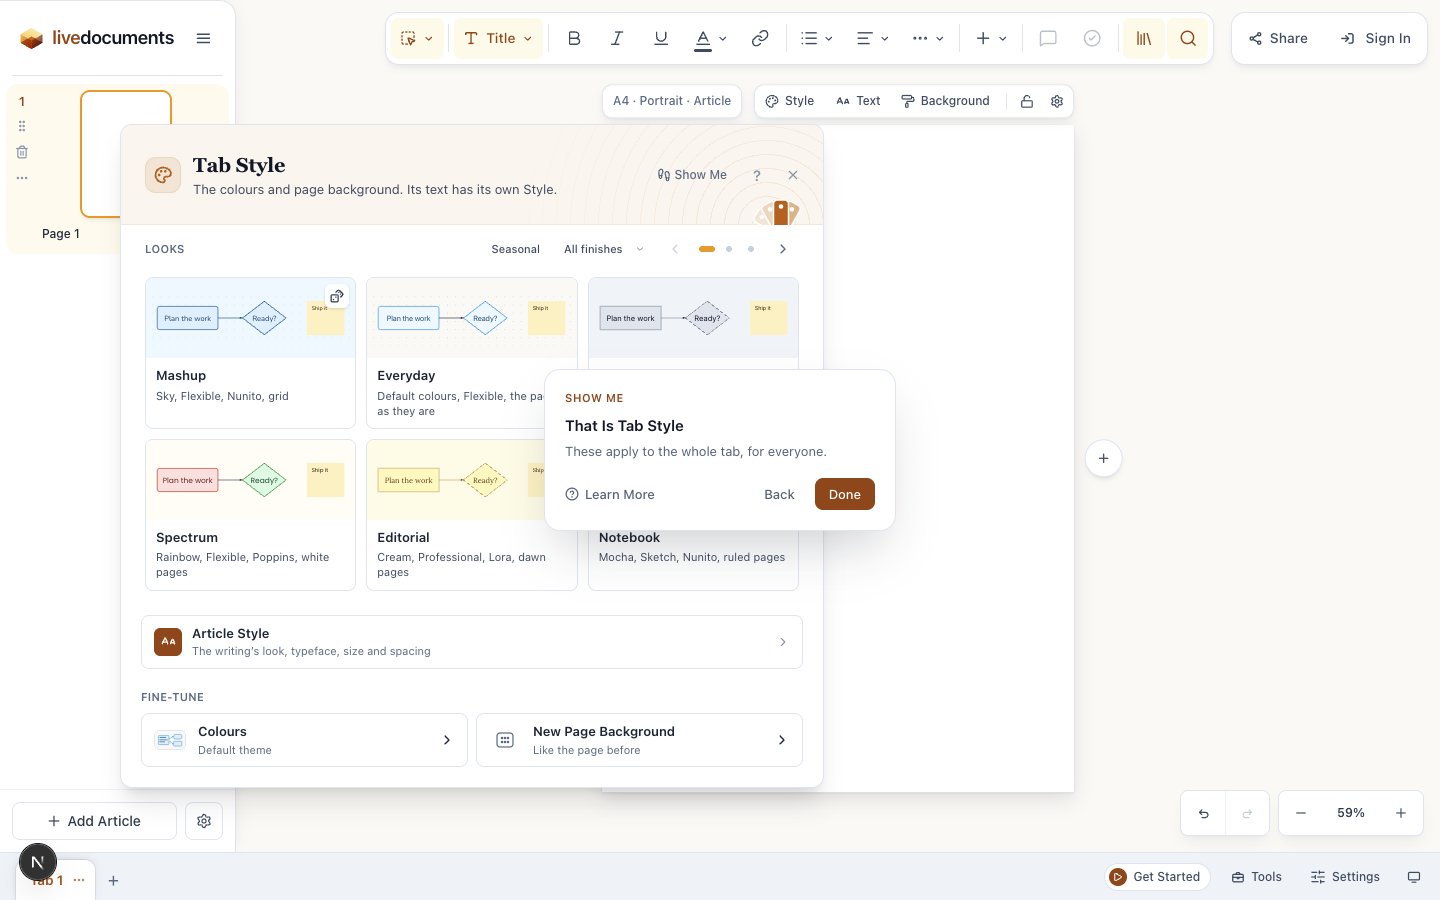 livedocuments
Title
Share
Sign In
1
Page 1
A4 · Portrait · Article
Style
Text
Background
Tab Style
The colours and page background. Its text has its own Style.
Show Me
?
LOOKS
Seasonal
All finishes
Plan the work
Ready?
Ship it
Mashup
Sky, Flexible, Nunito, grid
Plan the work
Ready?
Ship it
Everyday
Default colours, Flexible, the pa
as they are
Plan the work
Ready?
Ship it
Plan the work
Ready?
Ship it
Spectrum
Rainbow, Flexible, Poppins, white
pages
Plan the work
Ready?
Ship
Editorial
Cream, Professional, Lora, dawn
pages
Notebook
Mocha, Sketch, Nunito, ruled pages
SHOW ME
That Is Tab Style
These apply to the whole tab, for everyone.
Learn More
Back
Done
Aa
Article Style
The writing's look, typeface, size and spacing
FINE-TUNE
Colours
Default theme
New Page Background
Like the page before
Add Article
59%
N
Tab 1
Get Started
Tools
Settings